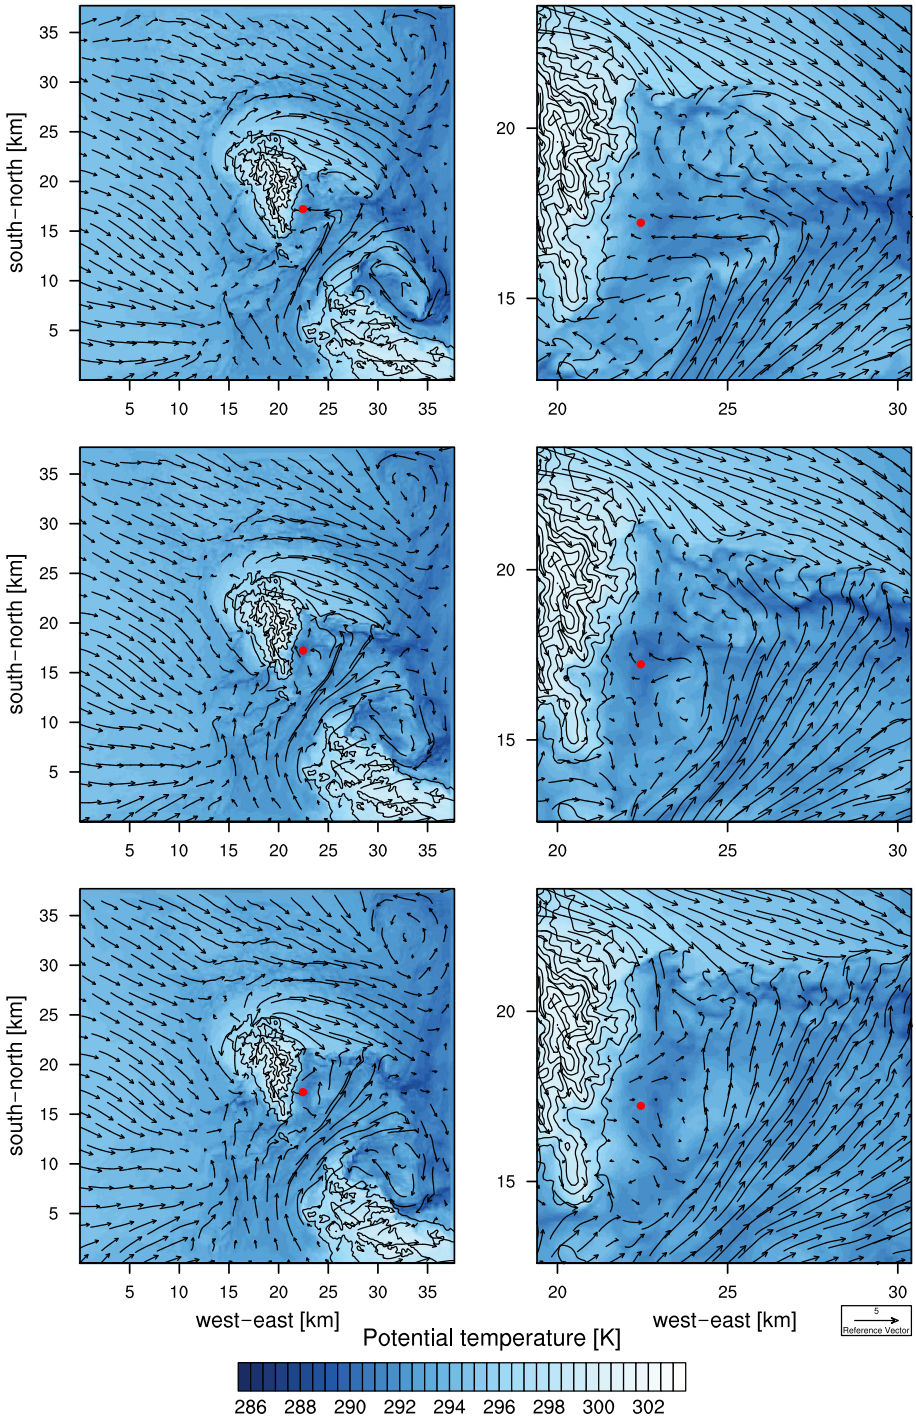 35
30
25
20
15
10
5
south−north [km]
5 10 15 20 25 30 35
20
15
20 25 30
35
30
25
20
15
10
5
south−north [km]
5 10 15 20 25 30 35
20
15
20 25 30
35
30
25
20
15
10
5
south−north [km]
5 10 15 20 25 30 35
west−east [km]
20
15
20 25 30
west−east [km]
5
Reference Vector
Potential temperature [K]
286 288 290 292 294 296 298 300 302